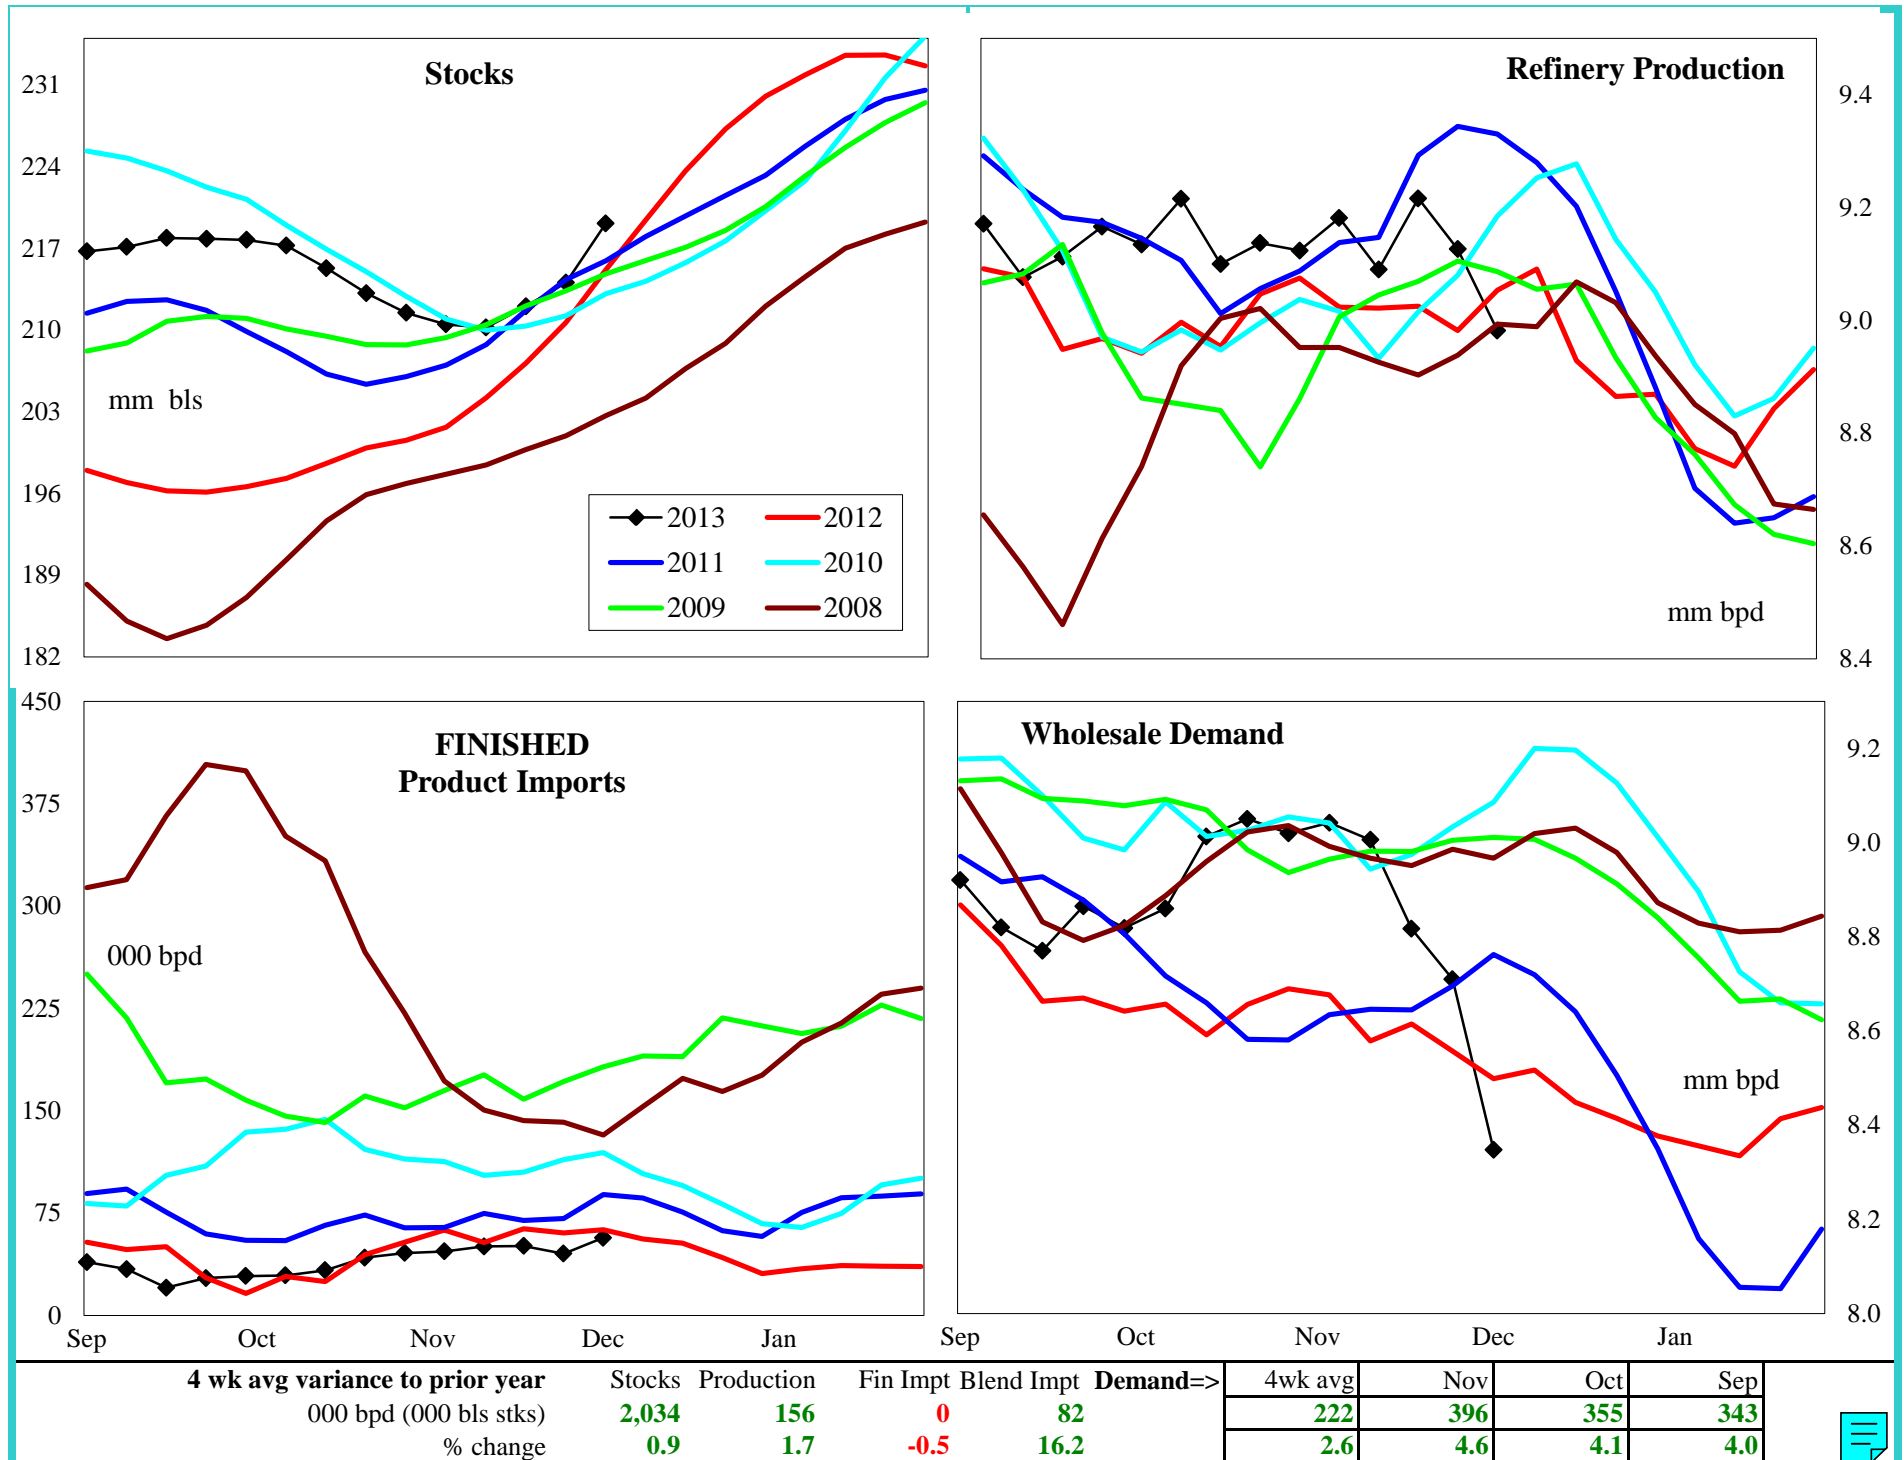 Stocks
231
224
217
210
203
196
189
182
mm bls
2013
2012
2011
2010
2009
2008
Refinery Production
9.4
9.2
9.0
8.8
8.6
8.4
mm bpd
FINISHED
Product Imports
450
375
300
225
150
75
0
000 bpd
Sep Oct Nov Dec Jan
Wholesale Demand
9.2
9.0
8.8
8.6
8.4
8.2
8.0
mm bpd
Sep Oct Nov Dec Jan
4 wk avg variance to prior year Stocks Production Fin Impt Blend Impt Demand=> 4wk avg Nov Oct Sep
000 bpd (000 bls stks) 2,034 156 0 82 222 396 355 343
% change 0.9 1.7 -0.5 16.2 2.6 4.6 4.1 4.0